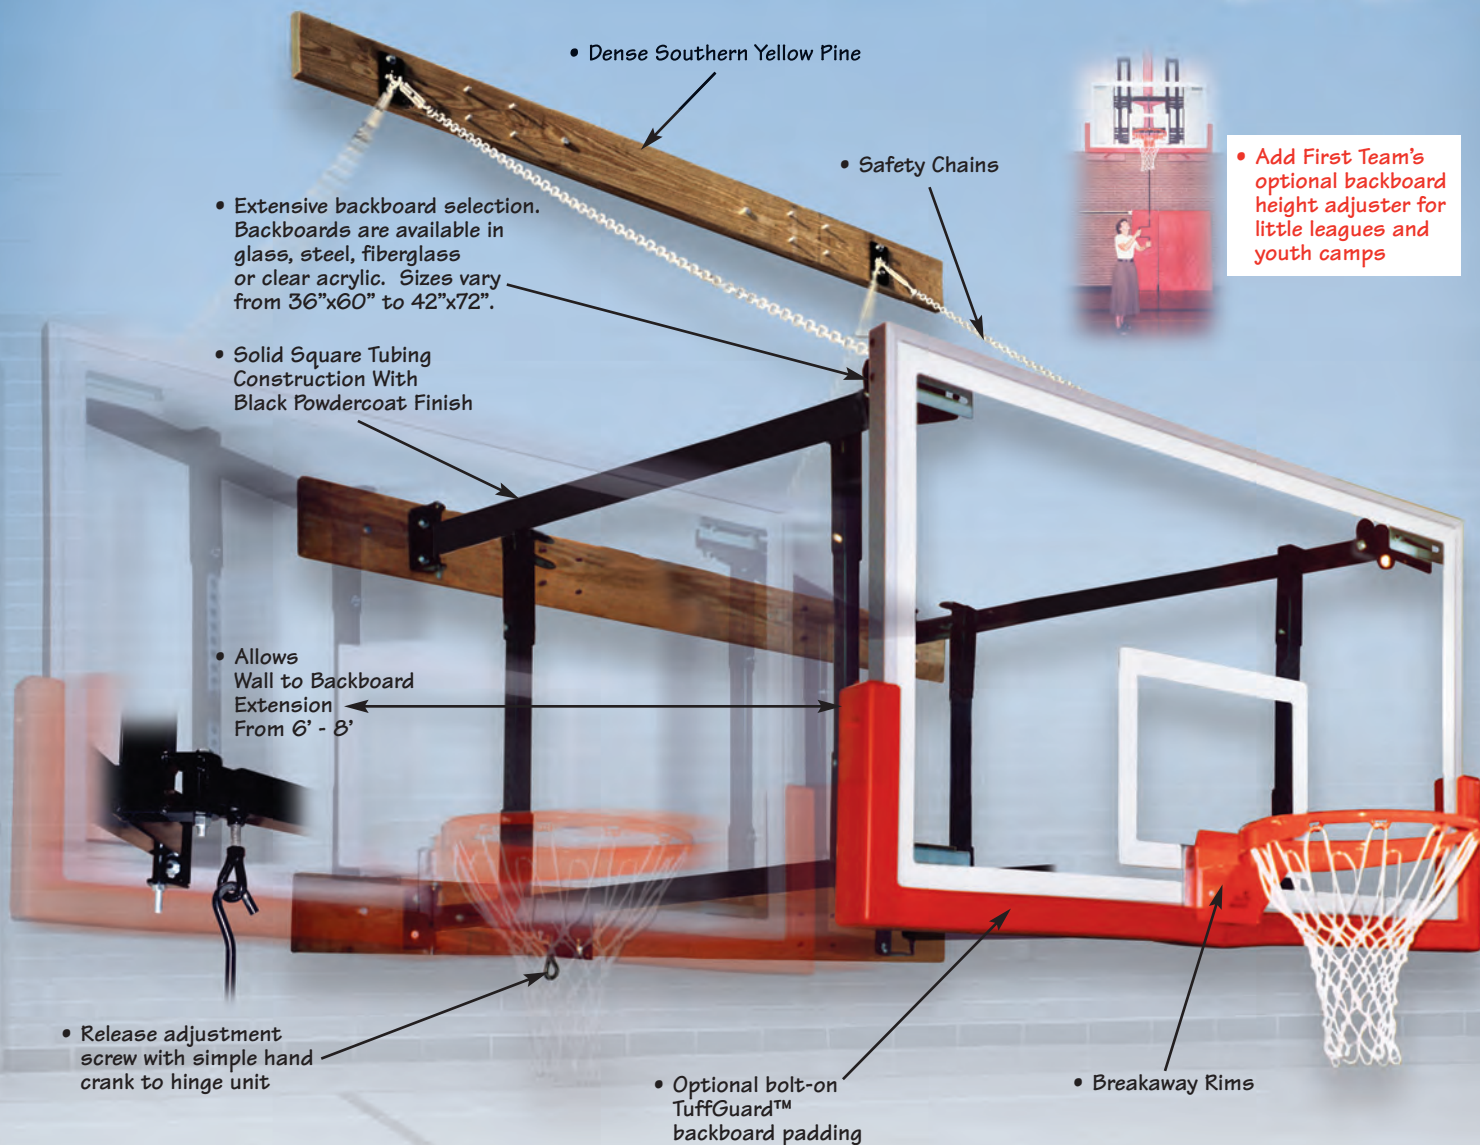 • Dense Southern Yellow Pine
• Safety Chains
• Add First Team's
optional backboard
height adjuster for
little leagues and
youth camps
• Extensive backboard selection.
Backboards are available in
glass, steel, fiberglass
or clear acrylic. Sizes vary
from 36"x60" to 42"x72".
• Solid Square Tubing
Construction With
Black Powdercoat Finish
• Allows
Wall to Backboard
Extension
From 6' - 8'
• Release adjustment
screw with simple hand
crank to hinge unit
• Optional bolt-on
TuffGuard™
backboard padding
• Breakaway Rims